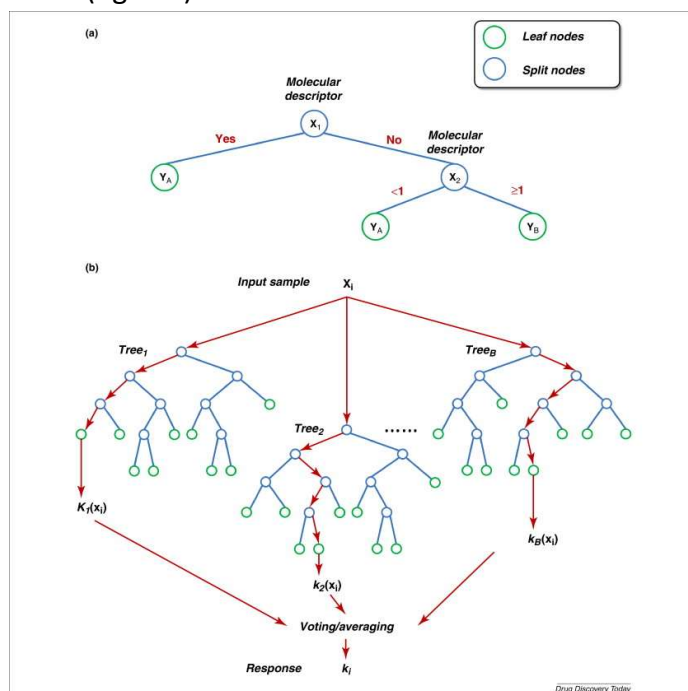 (a)
Leaf nodes
Split nodes
Molecular
descriptor
X1
Yes
No
Molecular
descriptor
YA
X2
<1
≥1
YA
YB
(b)
Input sample
Xi
Tree1
TreeB
Tree2
......
K1(xi)
kB(xi)
k2(xi)
Voting/averaging
Response
ki
Drug Discovery Today